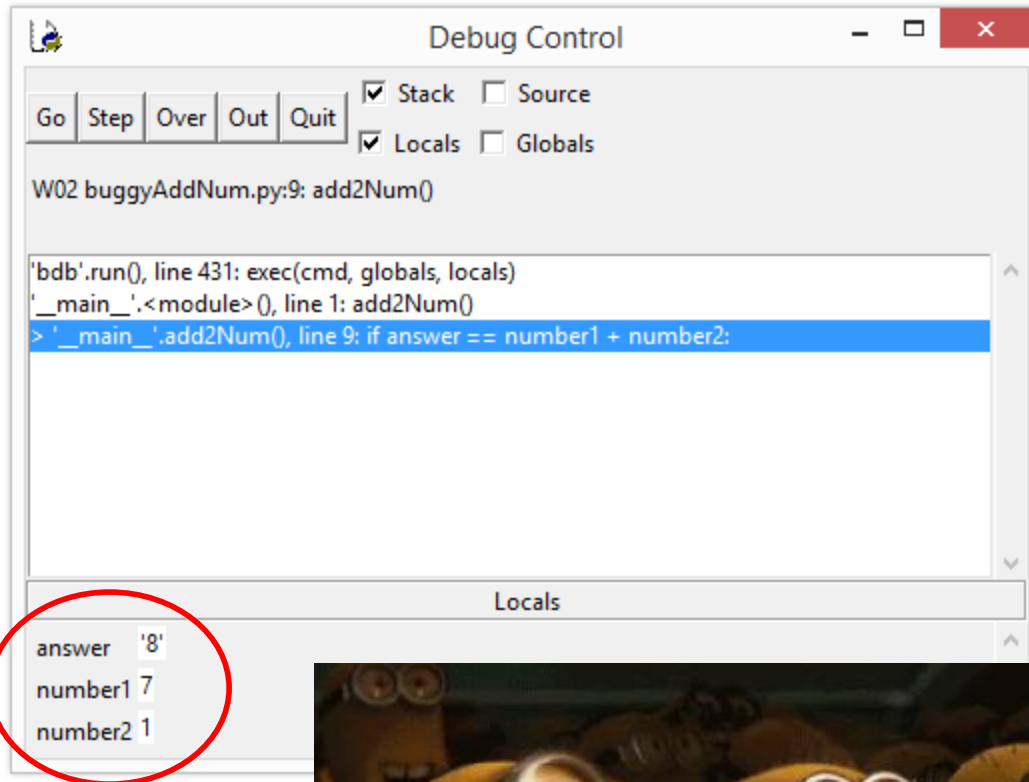 Debug Control
Go Step Over Out Quit
Stack Source
Locals Globals
W02 buggyAddNum.py:9: add2Num()
'bdb'.run(), line 431: exec(cmd, globals, locals)
'__main__'.<module>(), line 1: add2Num()
> '__main__'.add2Num(), line 9: if answer == number1 + number2:
Locals
answer '8'
number1 7
number2 1